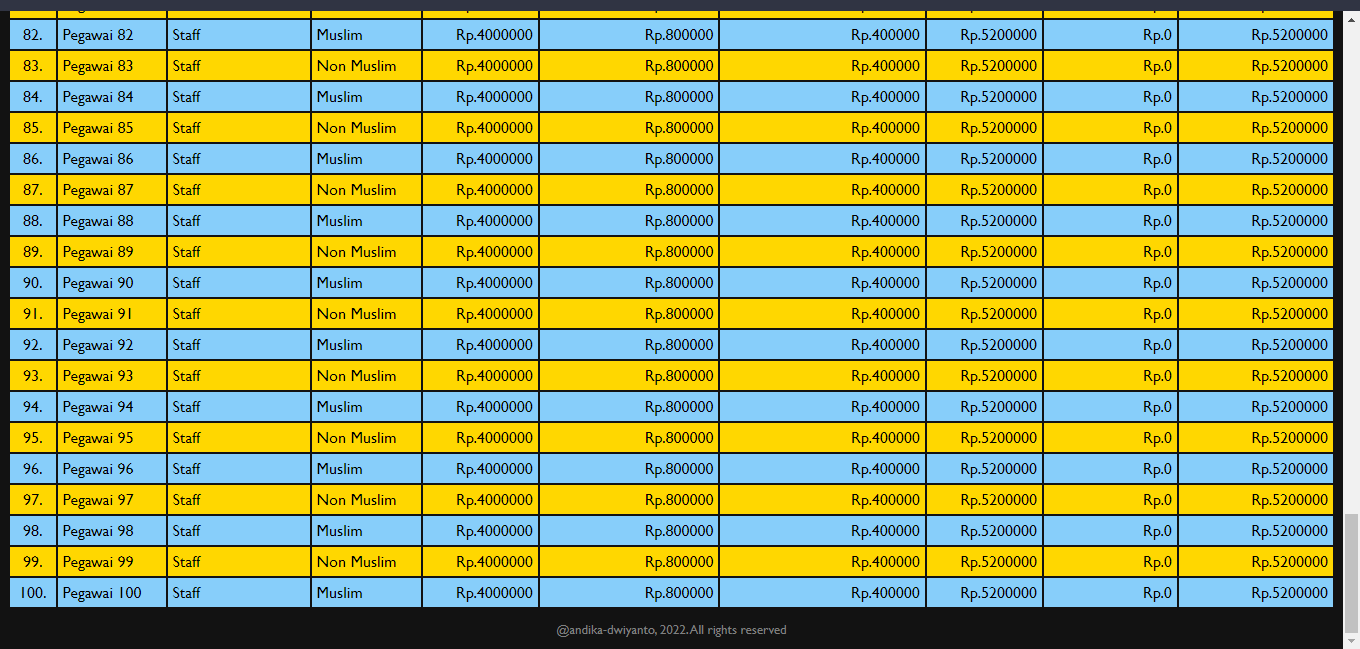 82. Pegawai 82 Staff Muslim Rp.4000000 Rp.800000 Rp.400000 Rp.5200000 Rp.0 Rp.5200000
83. Pegawai 83 Staff Non Muslim Rp.4000000 Rp.800000 Rp.400000 Rp.5200000 Rp.0 Rp.5200000
84. Pegawai 84 Staff Muslim Rp.4000000 Rp.800000 Rp.400000 Rp.5200000 Rp.0 Rp.5200000
85. Pegawai 85 Staff Non Muslim Rp.4000000 Rp.800000 Rp.400000 Rp.5200000 Rp.0 Rp.5200000
86. Pegawai 86 Staff Muslim Rp.4000000 Rp.800000 Rp.400000 Rp.5200000 Rp.0 Rp.5200000
87. Pegawai 87 Staff Non Muslim Rp.4000000 Rp.800000 Rp.400000 Rp.5200000 Rp.0 Rp.5200000
88. Pegawai 88 Staff Muslim Rp.4000000 Rp.800000 Rp.400000 Rp.5200000 Rp.0 Rp.5200000
89. Pegawai 89 Staff Non Muslim Rp.4000000 Rp.800000 Rp.400000 Rp.5200000 Rp.0 Rp.5200000
90. Pegawai 90 Staff Muslim Rp.4000000 Rp.800000 Rp.400000 Rp.5200000 Rp.0 Rp.5200000
91. Pegawai 91 Staff Non Muslim Rp.4000000 Rp.800000 Rp.400000 Rp.5200000 Rp.0 Rp.5200000
92. Pegawai 92 Staff Muslim Rp.4000000 Rp.800000 Rp.400000 Rp.5200000 Rp.0 Rp.5200000
93. Pegawai 93 Staff Non Muslim Rp.4000000 Rp.800000 Rp.400000 Rp.5200000 Rp.0 Rp.5200000
94. Pegawai 94 Staff Muslim Rp.4000000 Rp.800000 Rp.400000 Rp.5200000 Rp.0 Rp.5200000
95. Pegawai 95 Staff Non Muslim Rp.4000000 Rp.800000 Rp.400000 Rp.5200000 Rp.0 Rp.5200000
96. Pegawai 96 Staff Muslim Rp.4000000 Rp.800000 Rp.400000 Rp.5200000 Rp.0 Rp.5200000
97. Pegawai 97 Staff Non Muslim Rp.4000000 Rp.800000 Rp.400000 Rp.5200000 Rp.0 Rp.5200000
98. Pegawai 98 Staff Muslim Rp.4000000 Rp.800000 Rp.400000 Rp.5200000 Rp.0 Rp.5200000
99. Pegawai 99 Staff Non Muslim Rp.4000000 Rp.800000 Rp.400000 Rp.5200000 Rp.0 Rp.5200000
100. Pegawai 100 Staff Muslim Rp.4000000 Rp.800000 Rp.400000 Rp.5200000 Rp.0 Rp.5200000
@andika-dwiyanto, 2022. All rights reserved